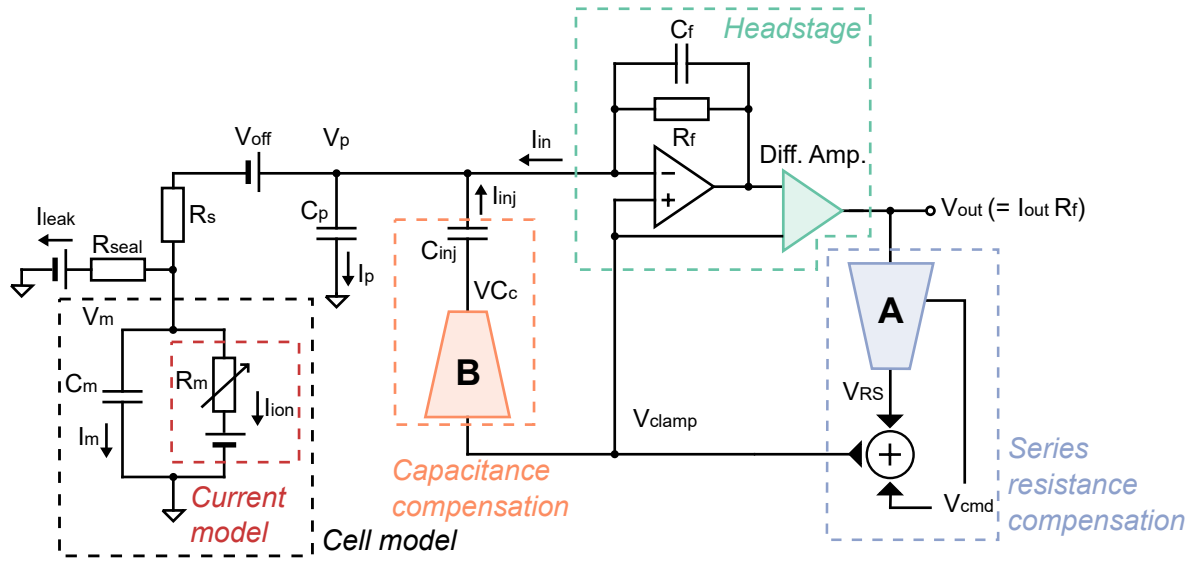 Cf
Headstage
Rf
Diff. Amp.
Voff
Vp
Iin
−
+
Vout (= Iout Rf)
Rs
Cp
Iinj
Cinj
Ileak
Rseal
Ip
VCc
A
B
Vm
Cm
Rm
Iion
Im
VRS
Vclamp
+
Vcmd
Current
model
Cell model
Capacitance
compensation
Series
resistance
compensation